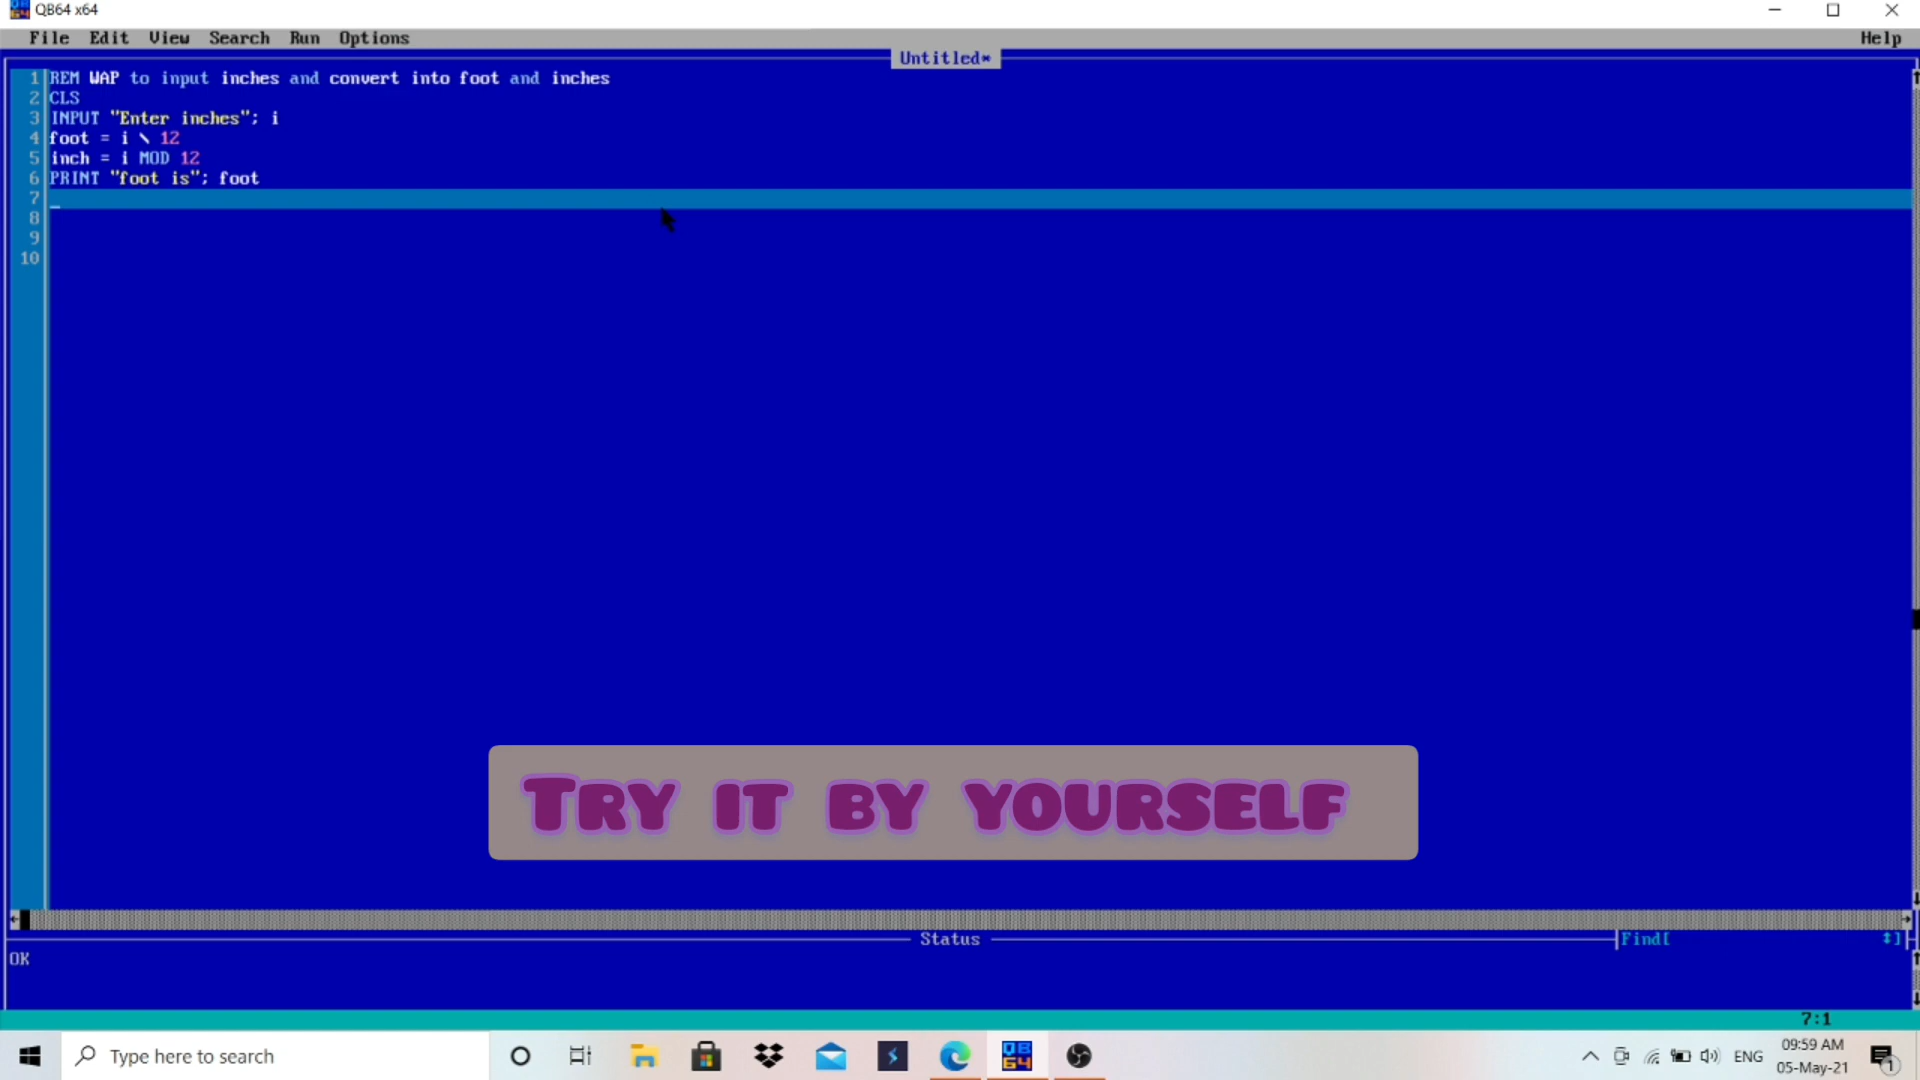 QB64 x64
File Edit View Search Run Options Help
Untitled*
1 REM WAP to input inches and convert into foot and inches
2 CLS
3 INPUT "Enter inches"; i
4 foot = i \ 12
5 inch = i MOD 12
6 PRINT "foot is"; foot
7 _
8
9
10
TRY IT BY YOURSELF
Status
Find[ ]
OK
7:1
Type here to search
QB64
ENG
09:59 AM
05-May-21
1